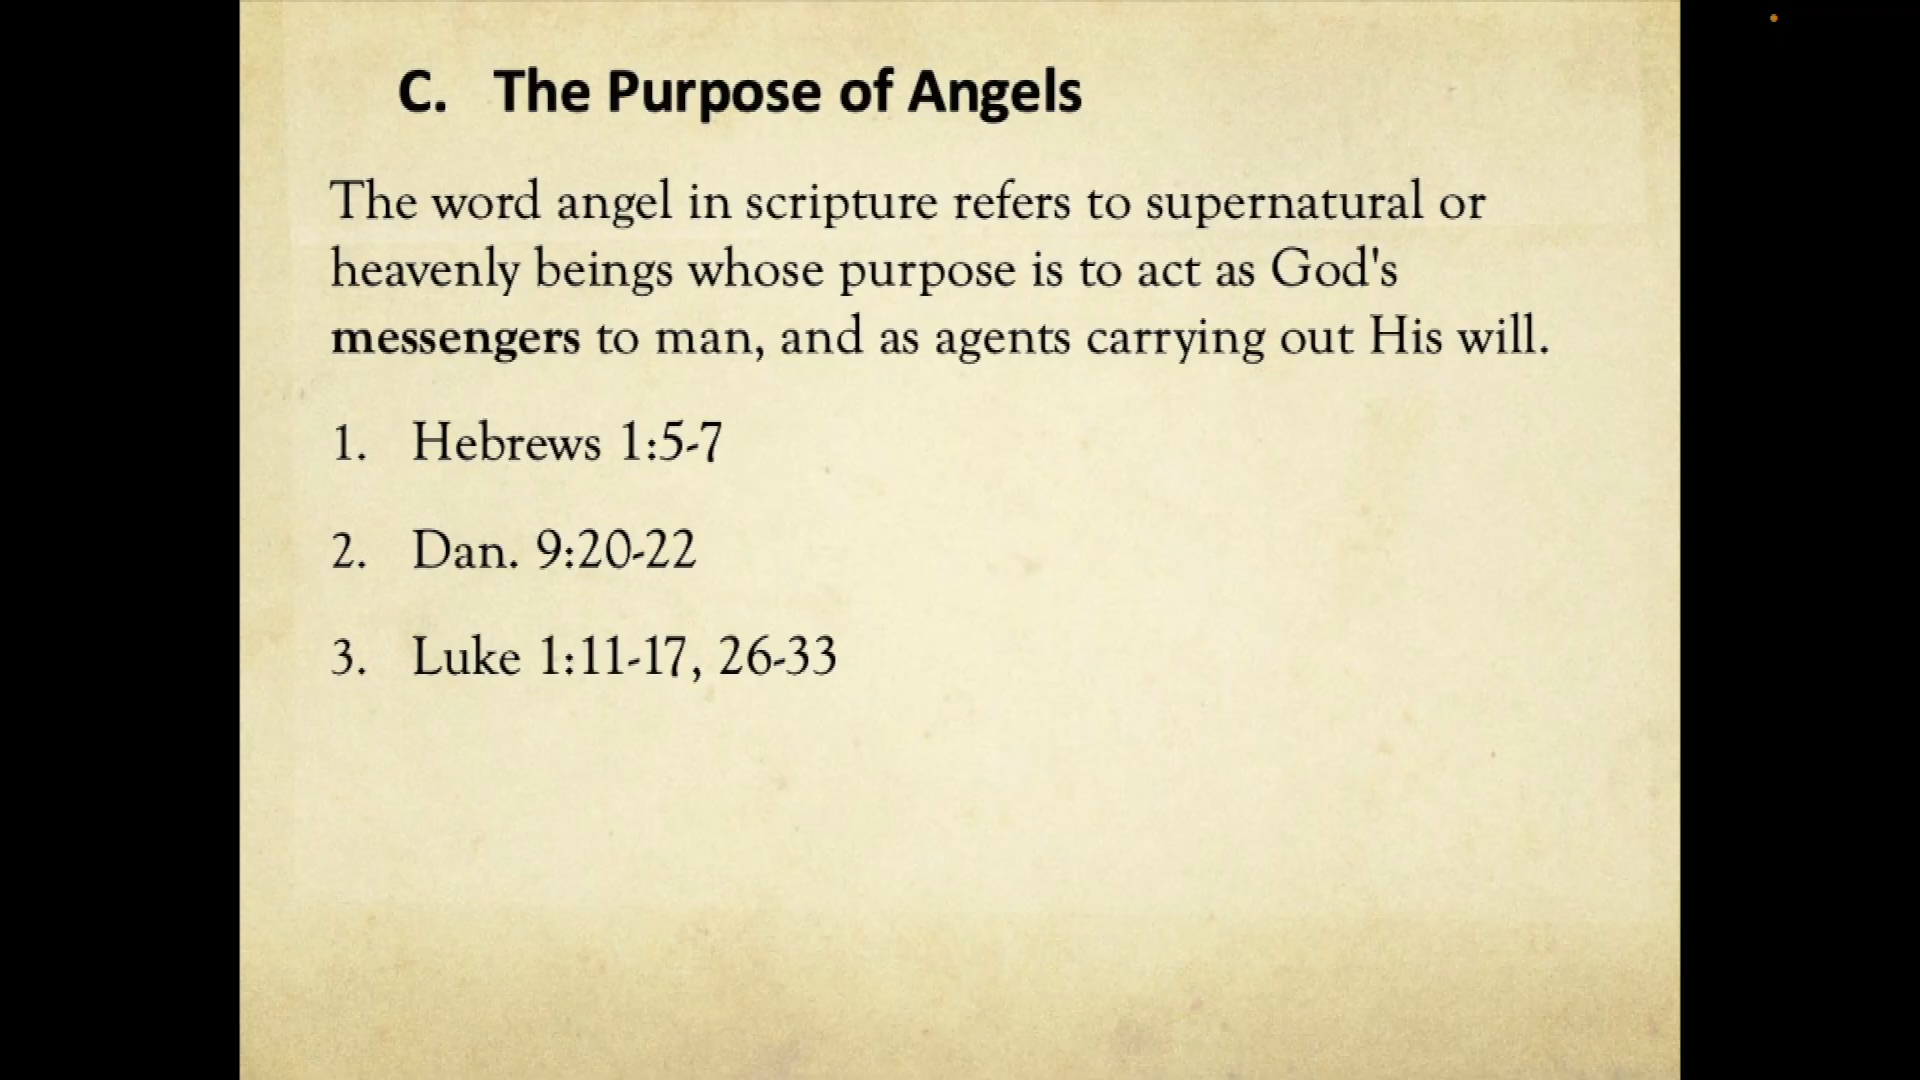 C. The Purpose of Angels
The word angel in scripture refers to supernatural or
heavenly beings whose purpose is to act as God's
messengers to man, and as agents carrying out His will.
1. Hebrews 1:5-7
2. Dan. 9:20-22
3. Luke 1:11-17, 26-33